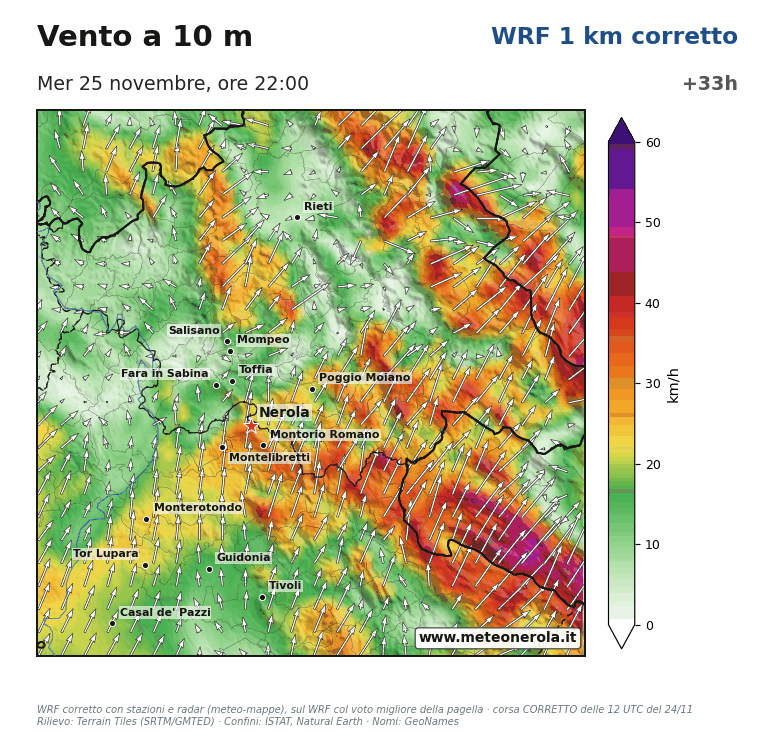 Vento a 10 m
WRF 1 km corretto
Mer 25 novembre, ore 22:00
+33h
Rieti
Salisano
Mompeo
Fara in Sabina
Toffia
Poggio Moiano
Nerola
Montorio Romano
Montelibretti
Monterotondo
Tor Lupara
Guidonia
Tivoli
Casal de' Pazzi
www.meteonerola.it
60
50
40
30
20
10
0
km/h
WRF corretto con stazioni e radar (meteo-mappe), sul WRF col voto migliore della pagella · corsa CORRETTO delle 12 UTC del 24/11
Rilievo: Terrain Tiles (SRTM/GMTED) · Confini: ISTAT, Natural Earth · Nomi: GeoNames